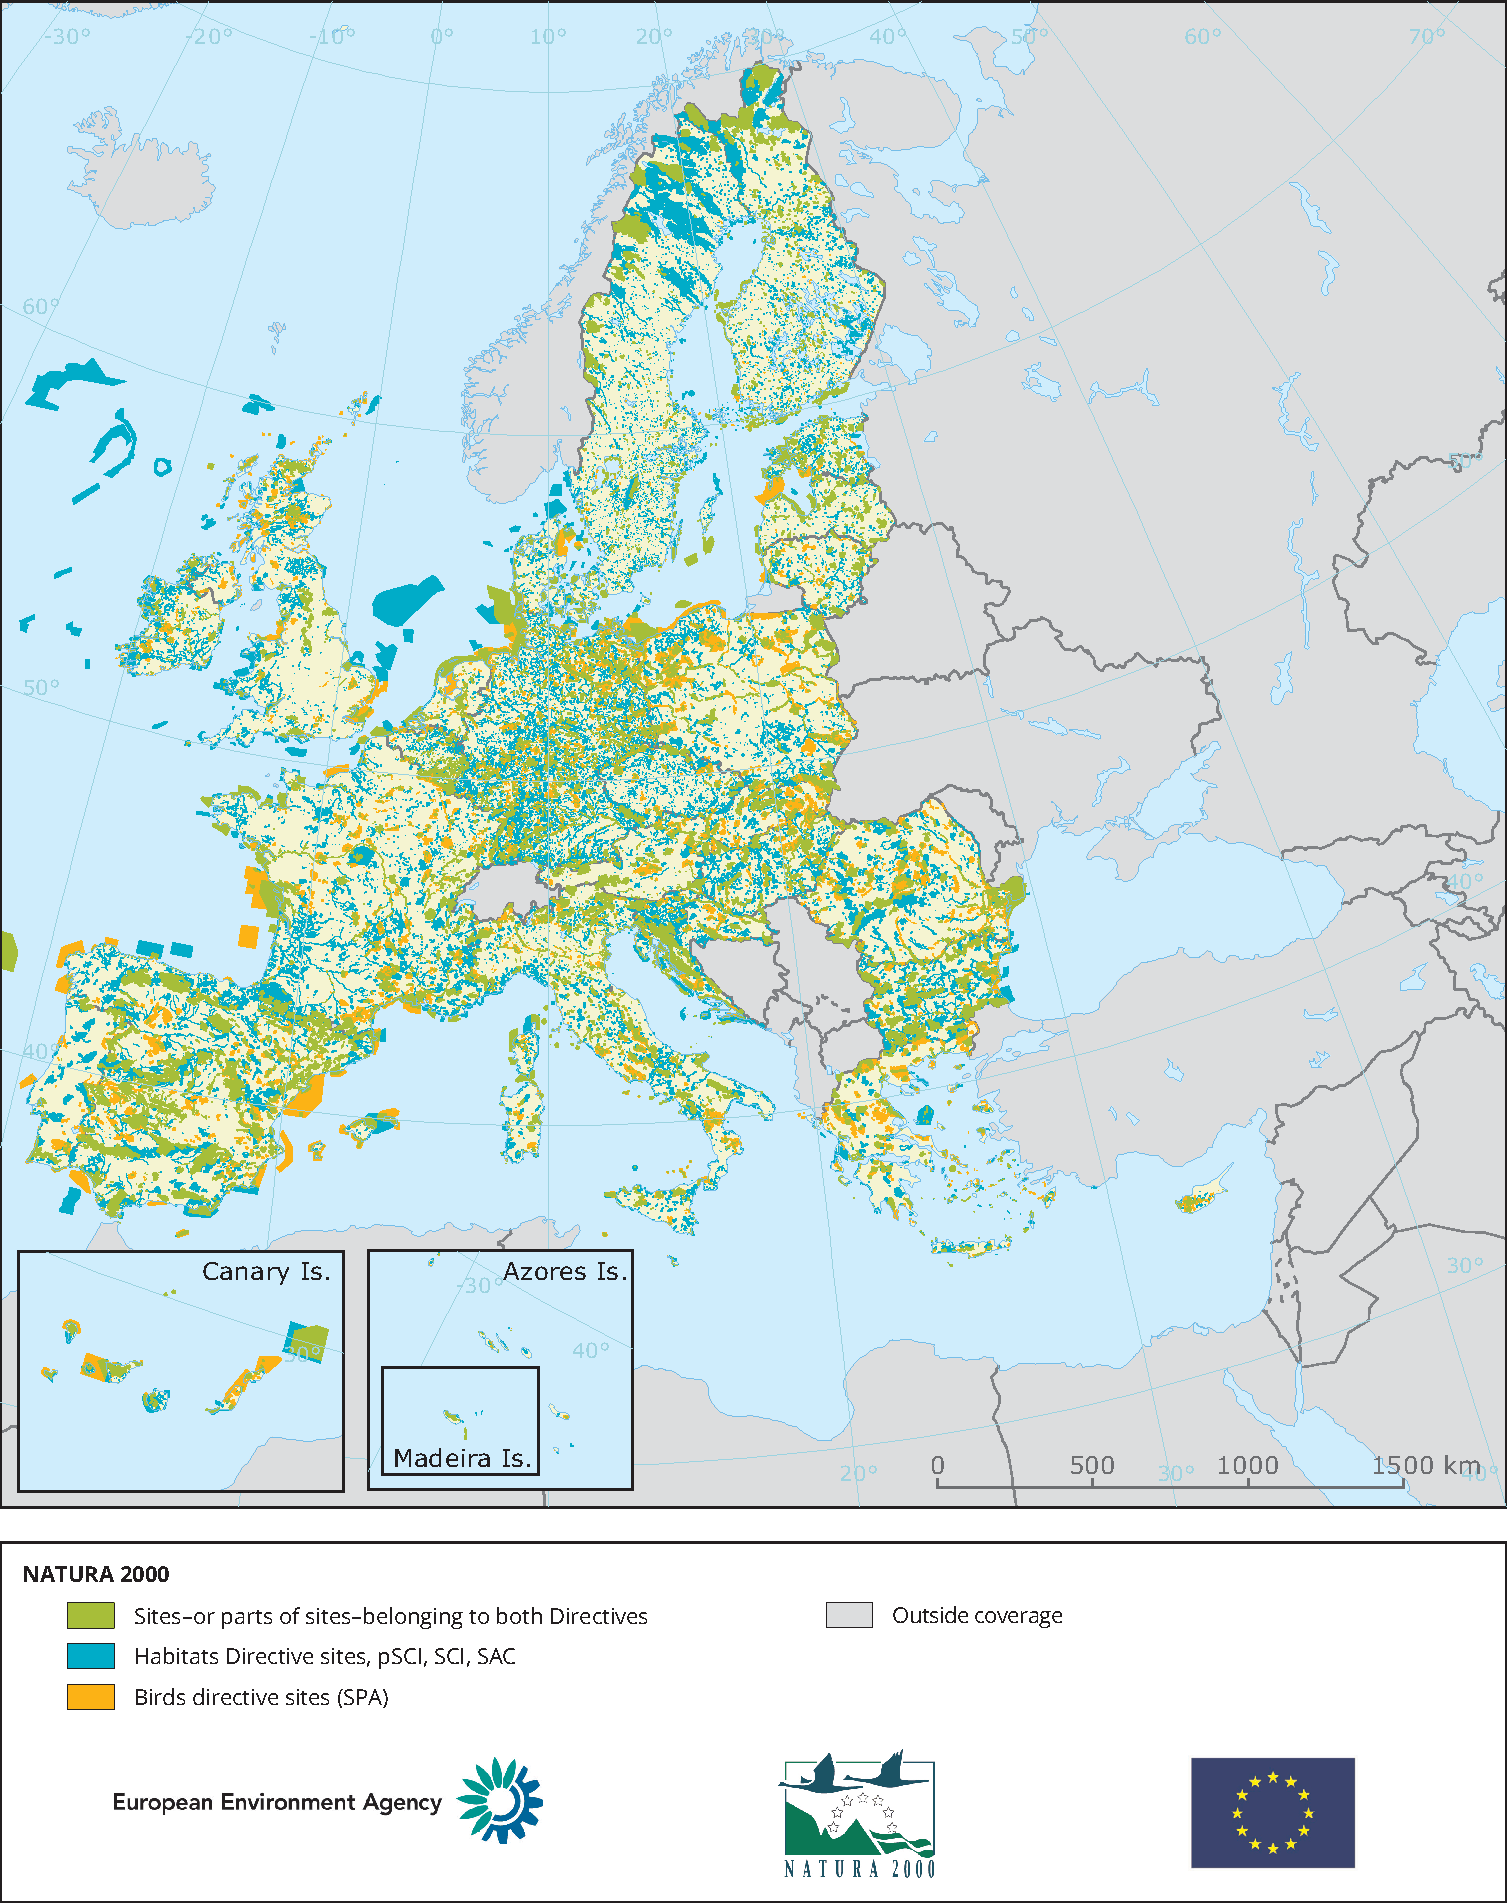 -30° -20° -10° 0° 10° 20° 30° 40° 50° 60° 70°
60°
50°
50°
40°
40°
30°
Canary Is.
30°
Azores Is.
-30°
40°
Madeira Is.
0 500 1000 1500 km
20° 30° 40°
NATURA 2000
Sites–or parts of sites–belonging to both Directives
Outside coverage
Habitats Directive sites, pSCI, SCI, SAC
Birds directive sites (SPA)
European Environment Agency
NATURA 2000